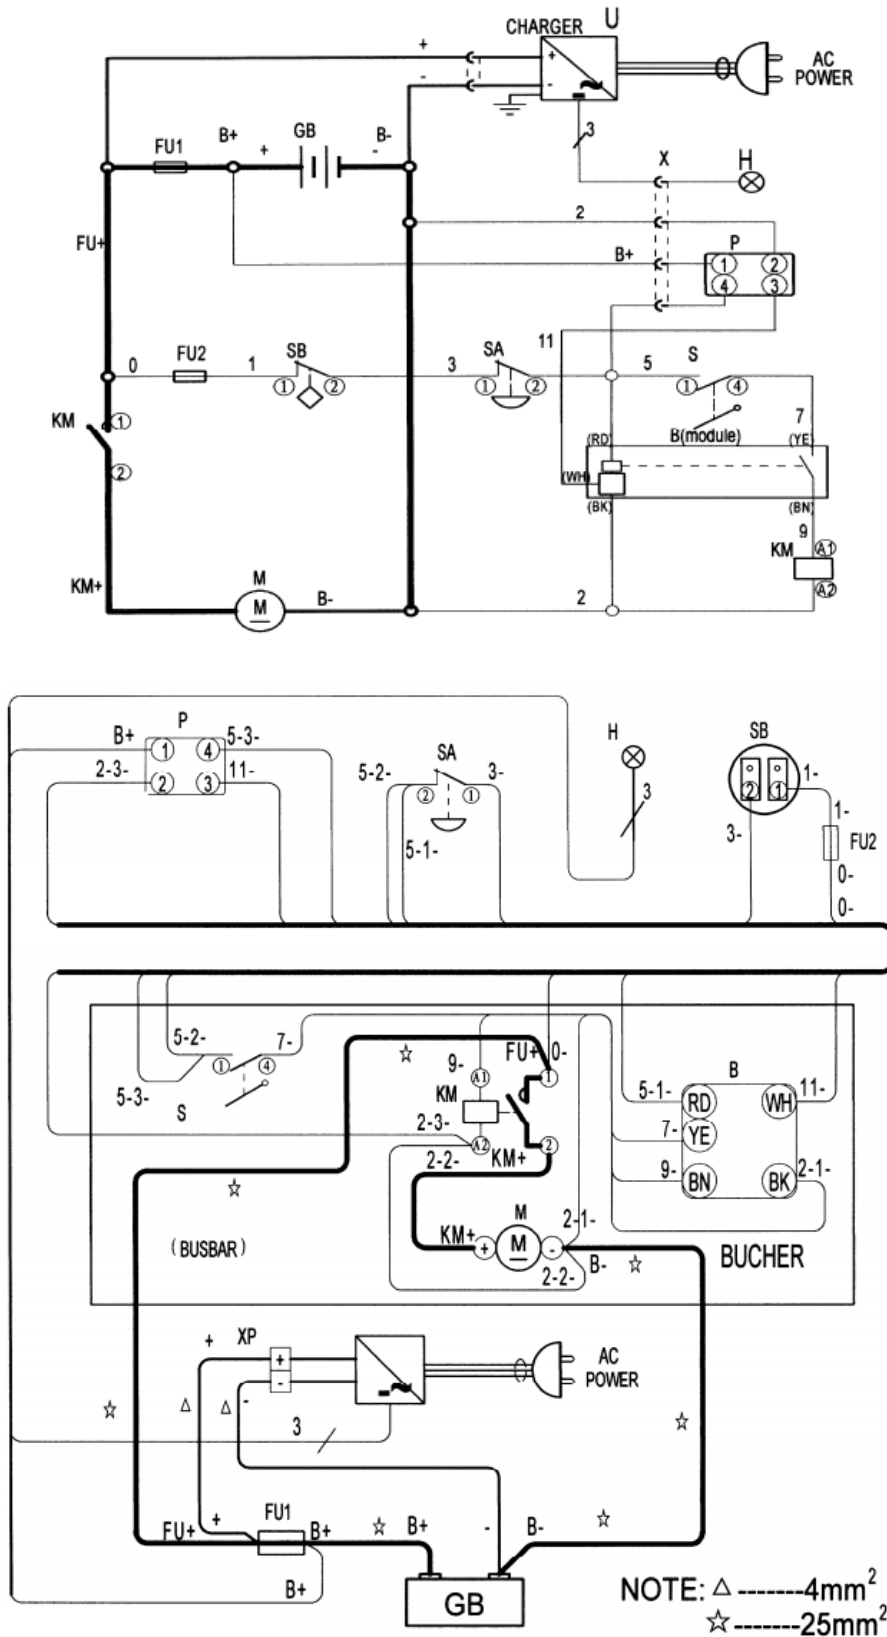 CHARGER U
+ + AC
- - POWER
B+ GB B- 3
FU1 + - X H
2
FU+ B+ P
1 2
4 3
11
0 FU2 1 SB 3 SA 5 S
1 2 1 2 1 4
KM 1 B(module) 7
(RD) (YE)
2 (WH)
(BK) (BN)
9
KM A1
KM+ M A2
M B- 2
P H SB
B+ 1 4 5-3- SA
2-3- 2 3 11- 5-2- 3- 2 1 1-
2 1 3 1-
5-1- 3- FU2
0-
0-
5-2- 7- FU+ 0-
1 4 9- A1 1 B
5-3- KM 5-1- RD WH 11-
S 2-3- 7- YE
A2 2
2-2- KM+ 9- BN BK 2-1-
M 2-1-
(BUSBAR) KM+ + M - BUCHER
2-2- B-
+ XP
+ AC
- - POWER
3
FU1
FU+ + B+ B+ - B-
B+
GB
NOTE: △ -------4mm2
☆ -------25mm2